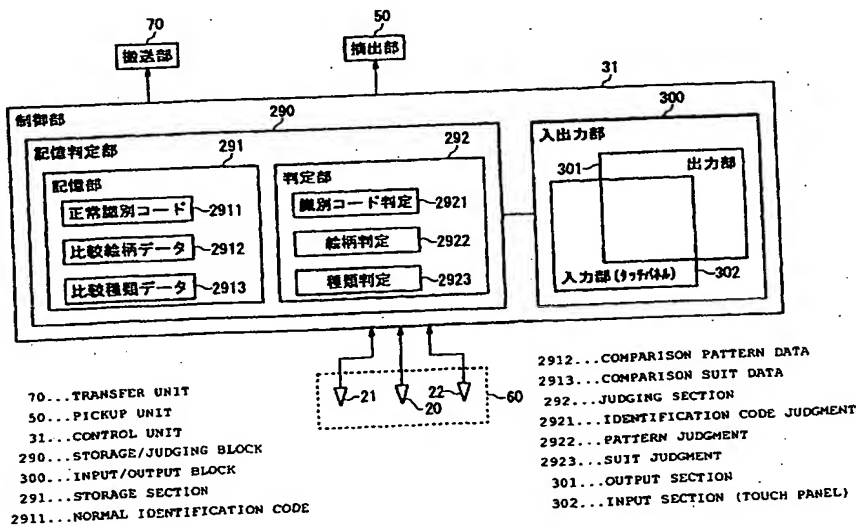 70
50
搬送部
摘出部
31
制御部
290
300
記憶判定部
入出力部
291
292
記憶部
判定部
301
出力部
正常認別コード
2911
識別コード判定
2921
比較絵柄データ
2912
絵柄判定
2922
比較種類データ
2913
種類判定
2923
入力部(タッチパネル)
302
21
20
22
60
70...TRANSFER UNIT
50...PICKUP UNIT
31...CONTROL UNIT
290...STORAGE/JUDGING BLOCK
300...INPUT/OUTPUT BLOCK
291...STORAGE SECTION
2911...NORMAL IDENTIFICATION CODE
2912...COMPARISON PATTERN DATA
2913...COMPARISON SUIT DATA
292...JUDGING SECTION
2921...IDENTIFICATION CODE JUDGMENT
2922...PATTERN JUDGMENT
2923...SUIT JUDGMENT
301...OUTPUT SECTION
302...INPUT SECTION (TOUCH PANEL)